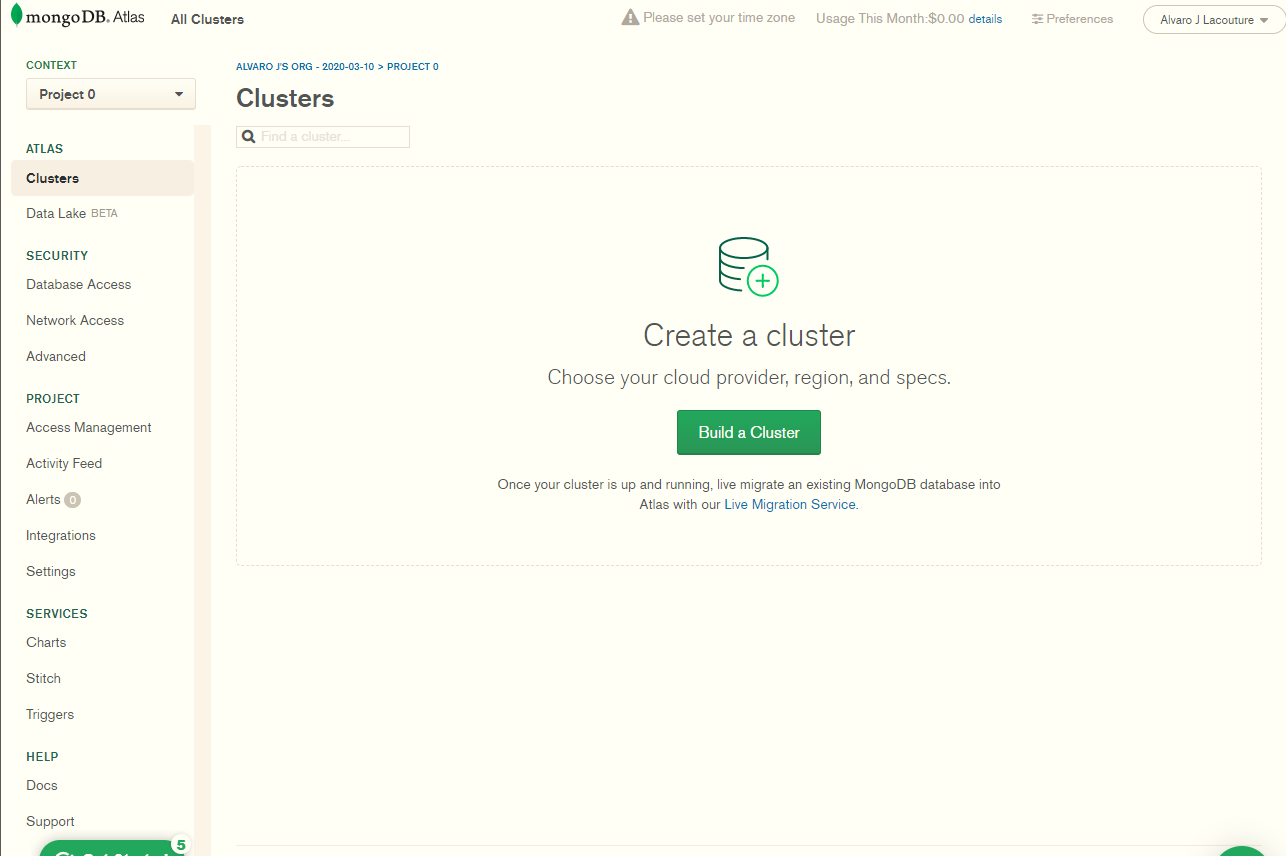 mongoDB. Atlas
All Clusters
Please set your time zone
Usage This Month:$0.00 details
Preferences
Alvaro J Lacouture
CONTEXT
Project 0
ATLAS
Clusters
Data Lake BETA
SECURITY
Database Access
Network Access
Advanced
PROJECT
Access Management
Activity Feed
Alerts 0
Integrations
Settings
SERVICES
Charts
Stitch
Triggers
HELP
Docs
Support
5
ALVARO J'S ORG - 2020-03-10 > PROJECT 0
Clusters
Find a cluster...
Create a cluster
Choose your cloud provider, region, and specs.
Build a Cluster
Once your cluster is up and running, live migrate an existing MongoDB database into
Atlas with our Live Migration Service.